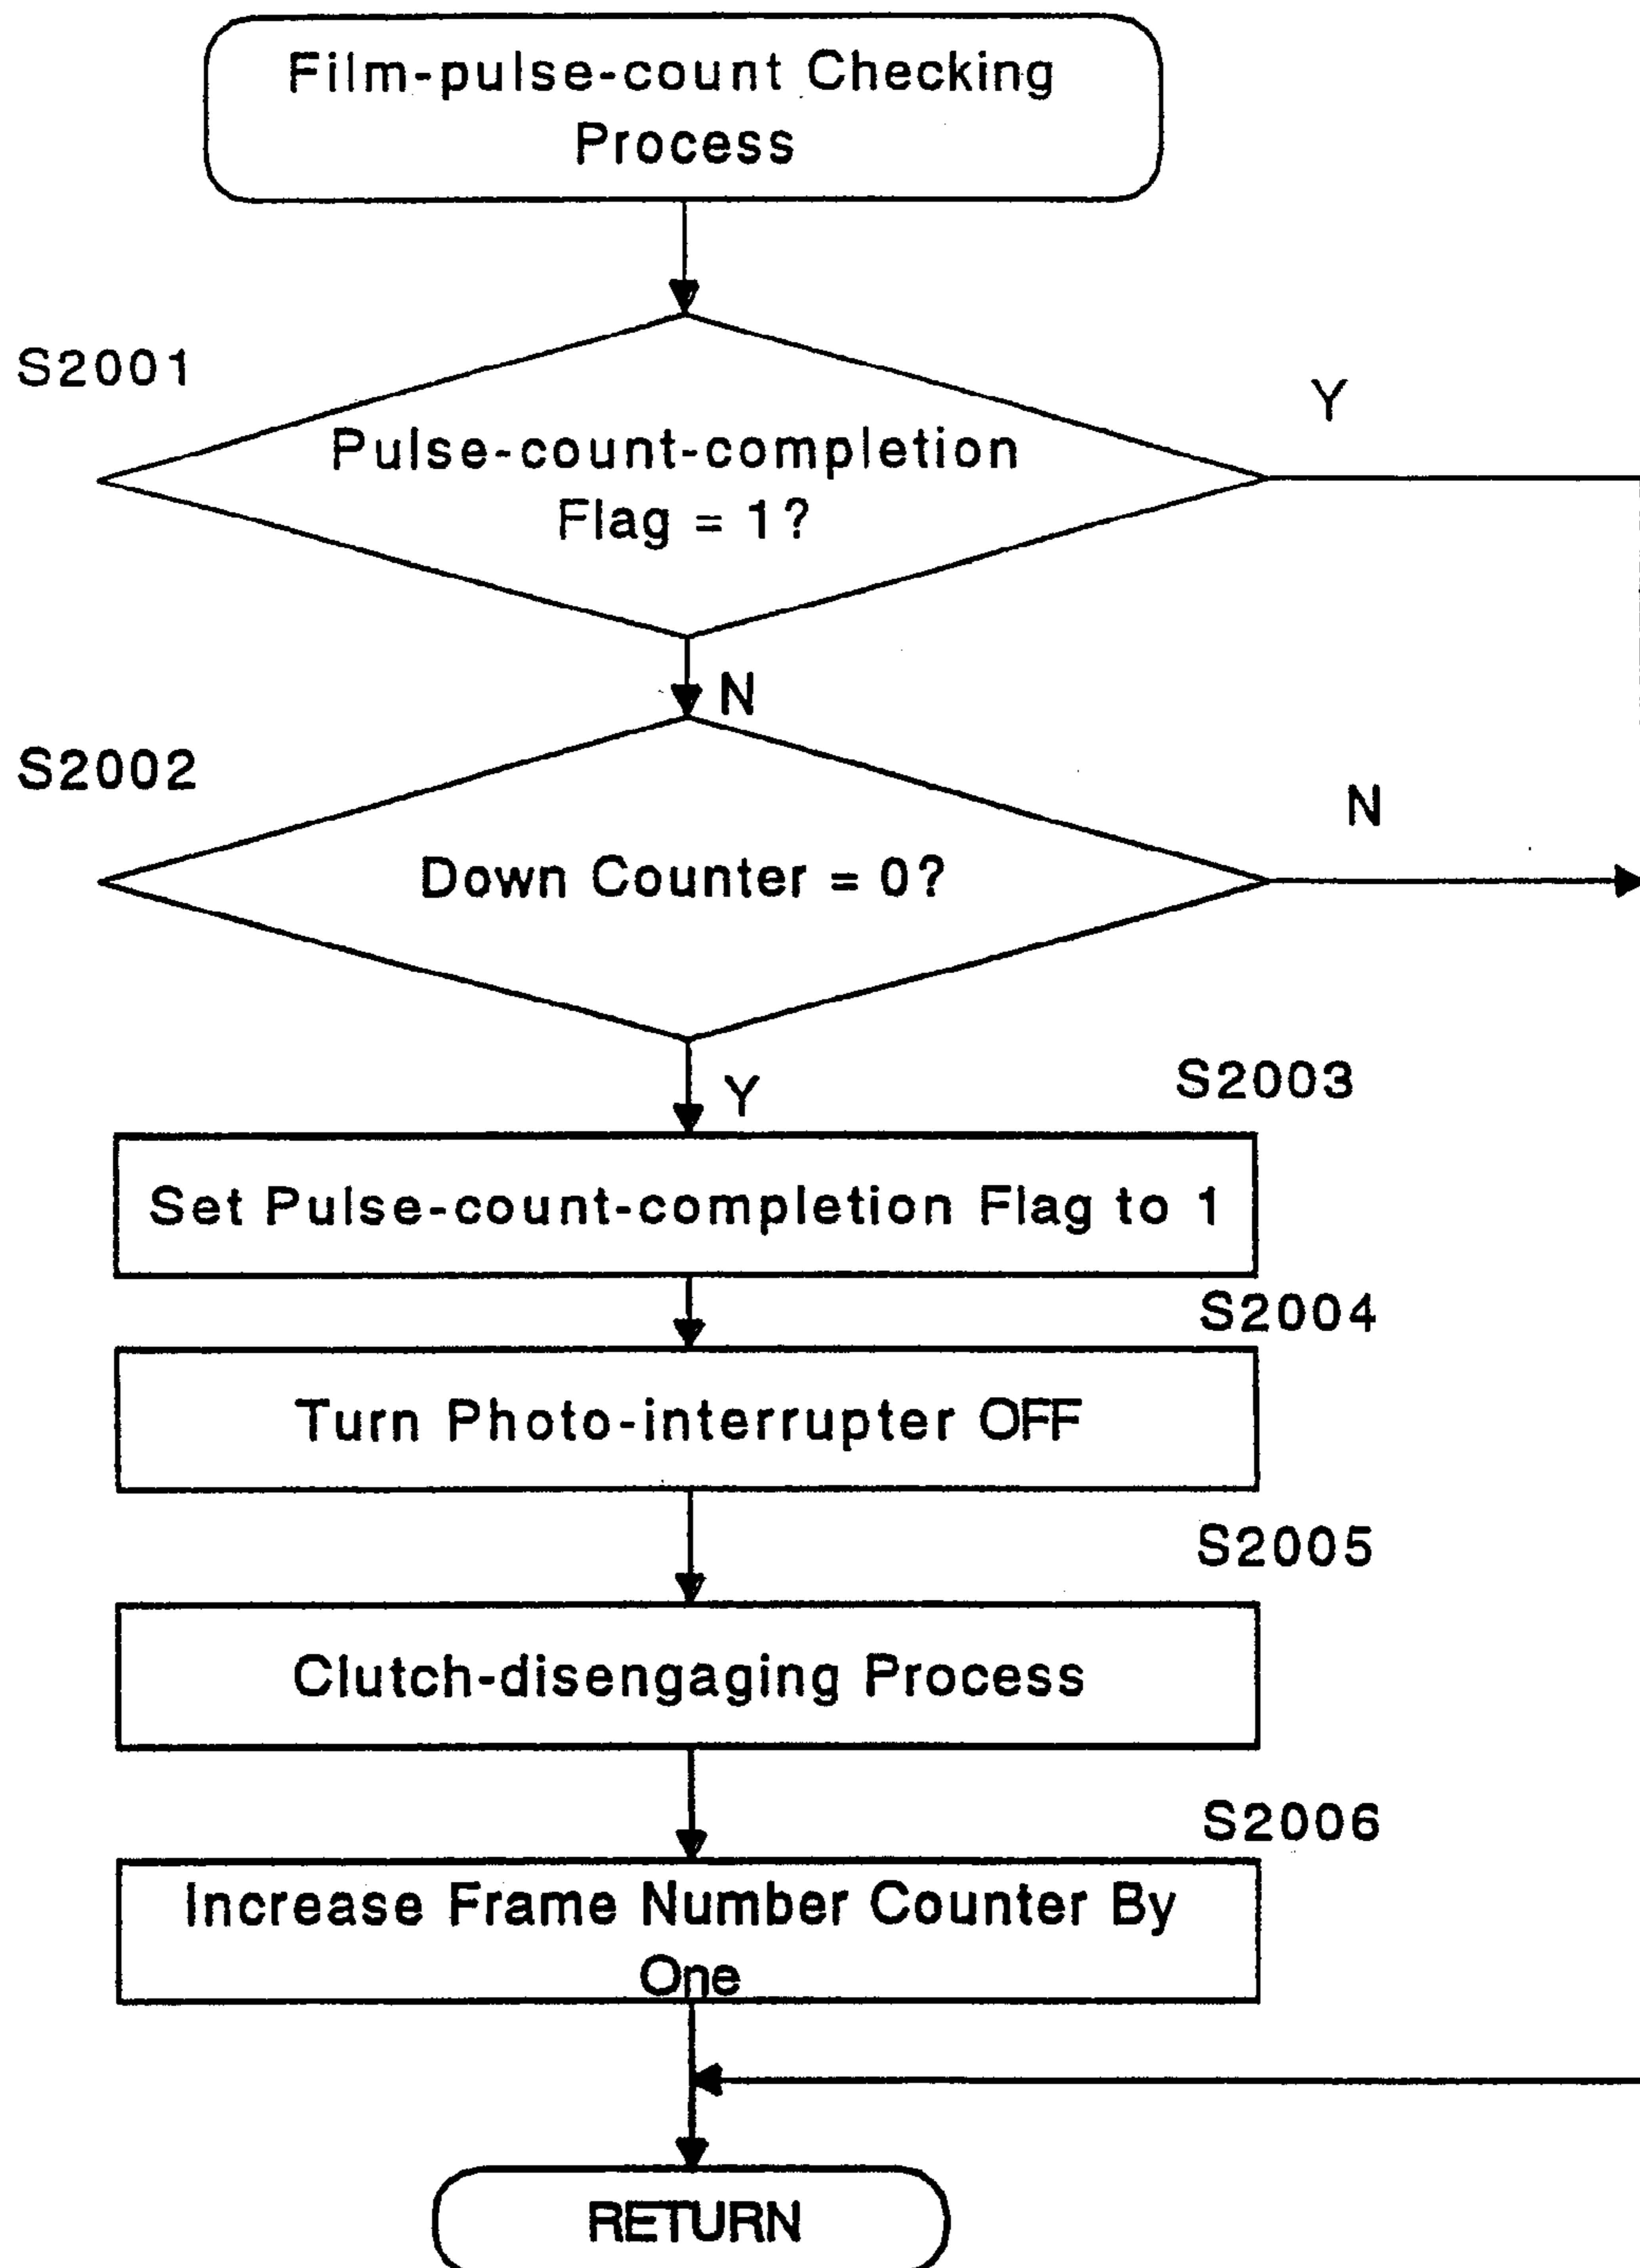 Film-pulse-count Checking
Process
S2001
Y
Pulse-count-completion
Flag = 1?
N
S2002
N
Down Counter = 0?
Y
S2003
Set Pulse-count-completion Flag to 1
S2004
Turn Photo-interrupter OFF
S2005
Clutch-disengaging Process
S2006
Increase Frame Number Counter By
One
RETURN